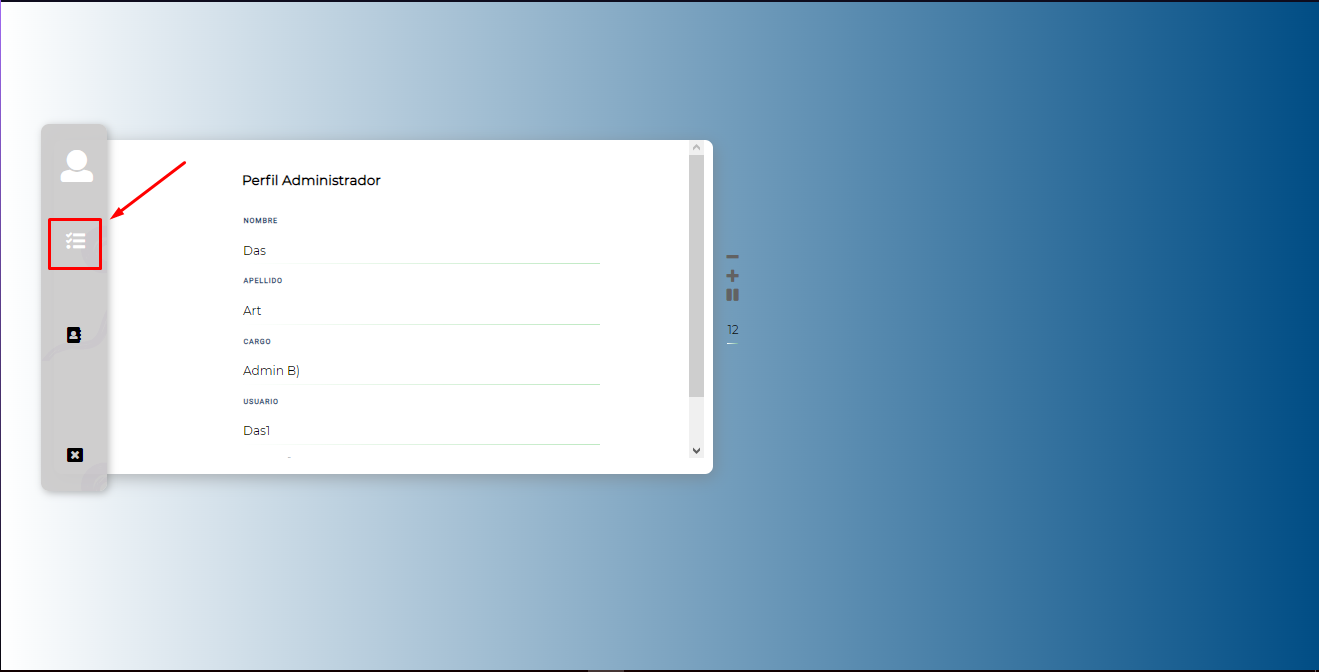 Perfil Administrador
NOMBRE
Das
APELLIDO
Art
CARGO
Admin B)
USUARIO
Das1
12